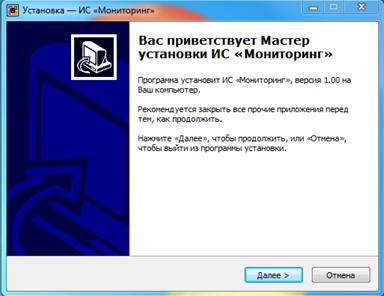 Установка — ИС «Мониторинг»
Вас приветствует Мастер
установки ИС «Мониторинг»
Программа установит ИС «Мониторинг», версия 1.00 на
Ваш компьютер.
Рекомендуется закрыть все прочие приложения перед
тем, как продолжить.
Нажмите «Далее», чтобы продолжить, или «Отмена»,
чтобы выйти из программы установки.
Далее >
Отмена